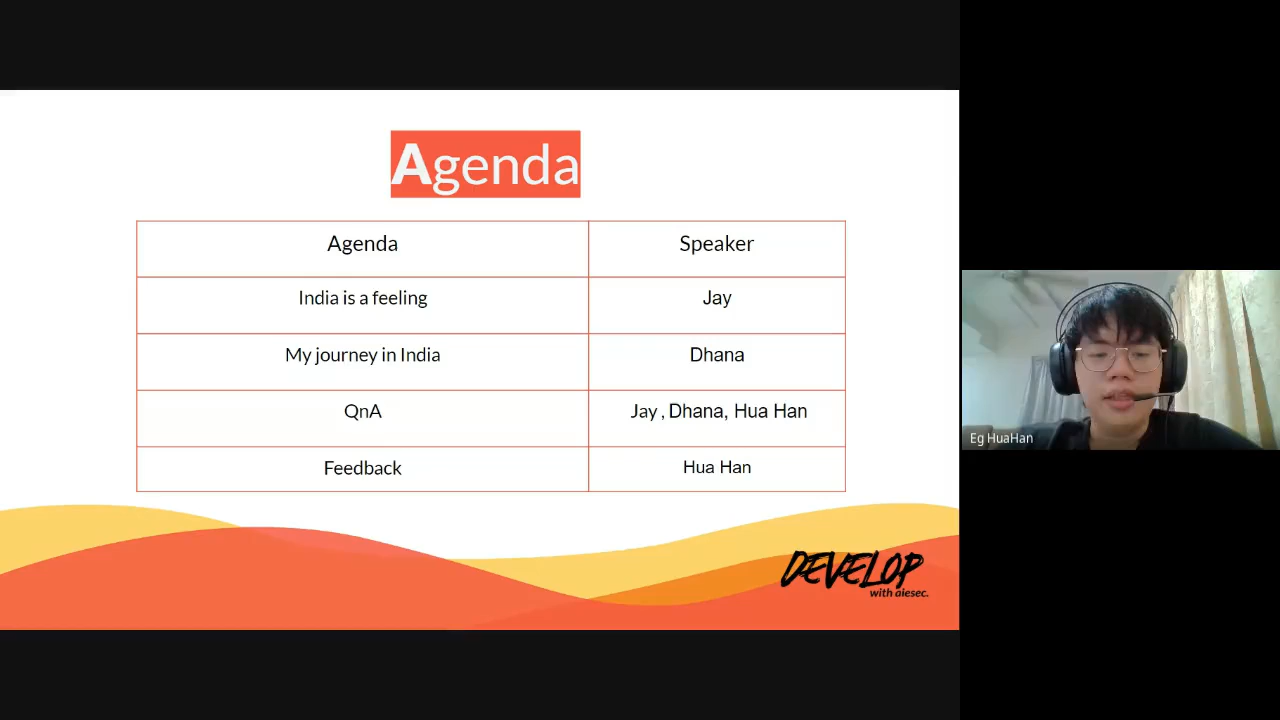 Agenda
Agenda Speaker
India is a feeling Jay
My journey in India Dhana
QnA Jay , Dhana, Hua Han
Feedback Hua Han
DEVELOP
with aiesec.
Eg HuaHan